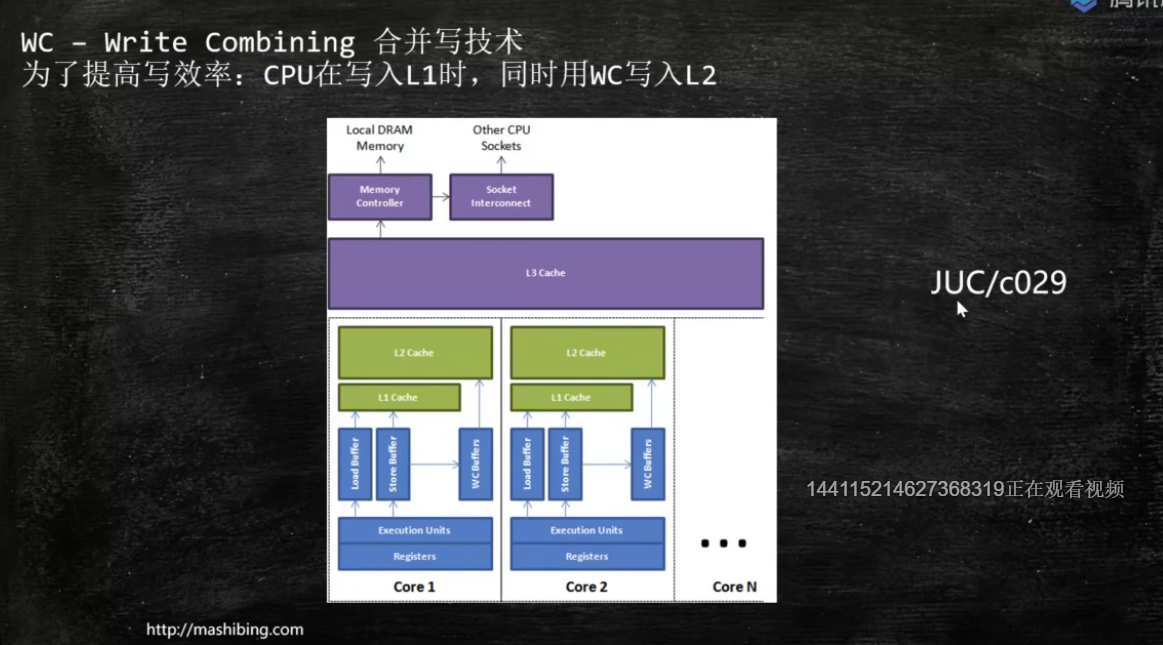 WC – Write Combining 合并写技术
为了提高写效率：CPU在写入L1时，同时用WC写入L2
Local DRAM
Memory
Other CPU
Sockets
Memory
Controller
Socket
Interconnect
L3 Cache
JUC/c029
L2 Cache
L2 Cache
L1 Cache
L1 Cache
Load Buffer
Store Buffer
WC Buffers
Load Buffer
Store Buffer
WC Buffers
144115214627368319正在观看视频
Execution Units
Registers
Execution Units
Registers
Core 1
Core 2
Core N
http://mashibing.com